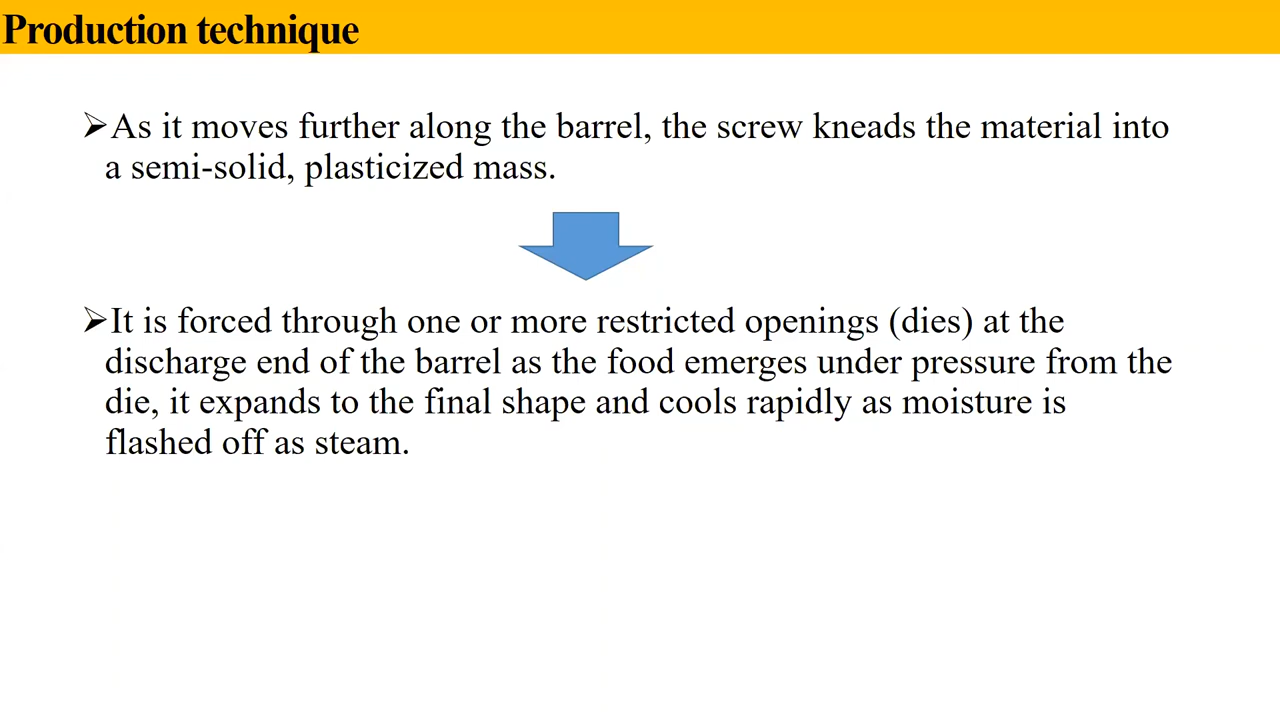 Production technique
➢As it moves further along the barrel, the screw kneads the material into
a semi-solid, plasticized mass.
➢It is forced through one or more restricted openings (dies) at the
discharge end of the barrel as the food emerges under pressure from the
die, it expands to the final shape and cools rapidly as moisture is
flashed off as steam.